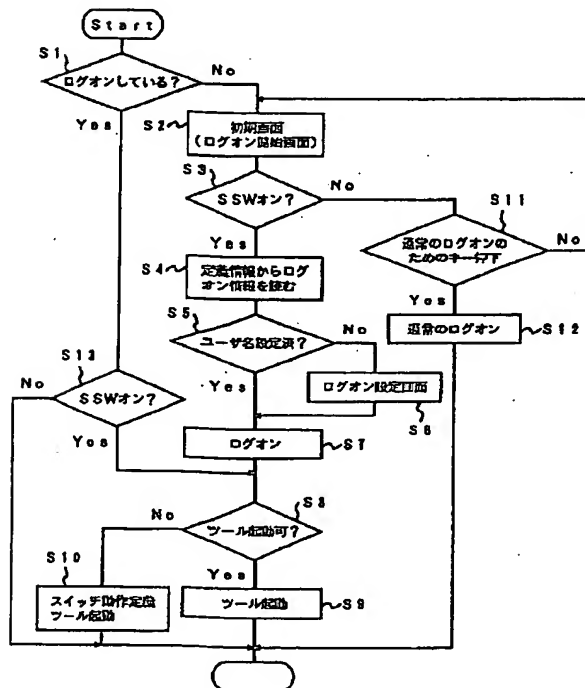 Start
S1
ログオンしている?
No
Yes
S2
初期画面
(ログオン開始画面)
S3
SSWオン?
No
Yes
S11
通常のログオンの
ための
No
Yes
S4
定義情報からログ
オン情報を読む
S5
ユーザ名設定済?
No
Yes
通常のログオン
S12
S13
SSWオン?
No
Yes
ログオン設定画面
S6
ログオン
S7
S8
ツール起動可?
No
Yes
S10
スイッチ動作定義
ツール起動
ツール起動
S9